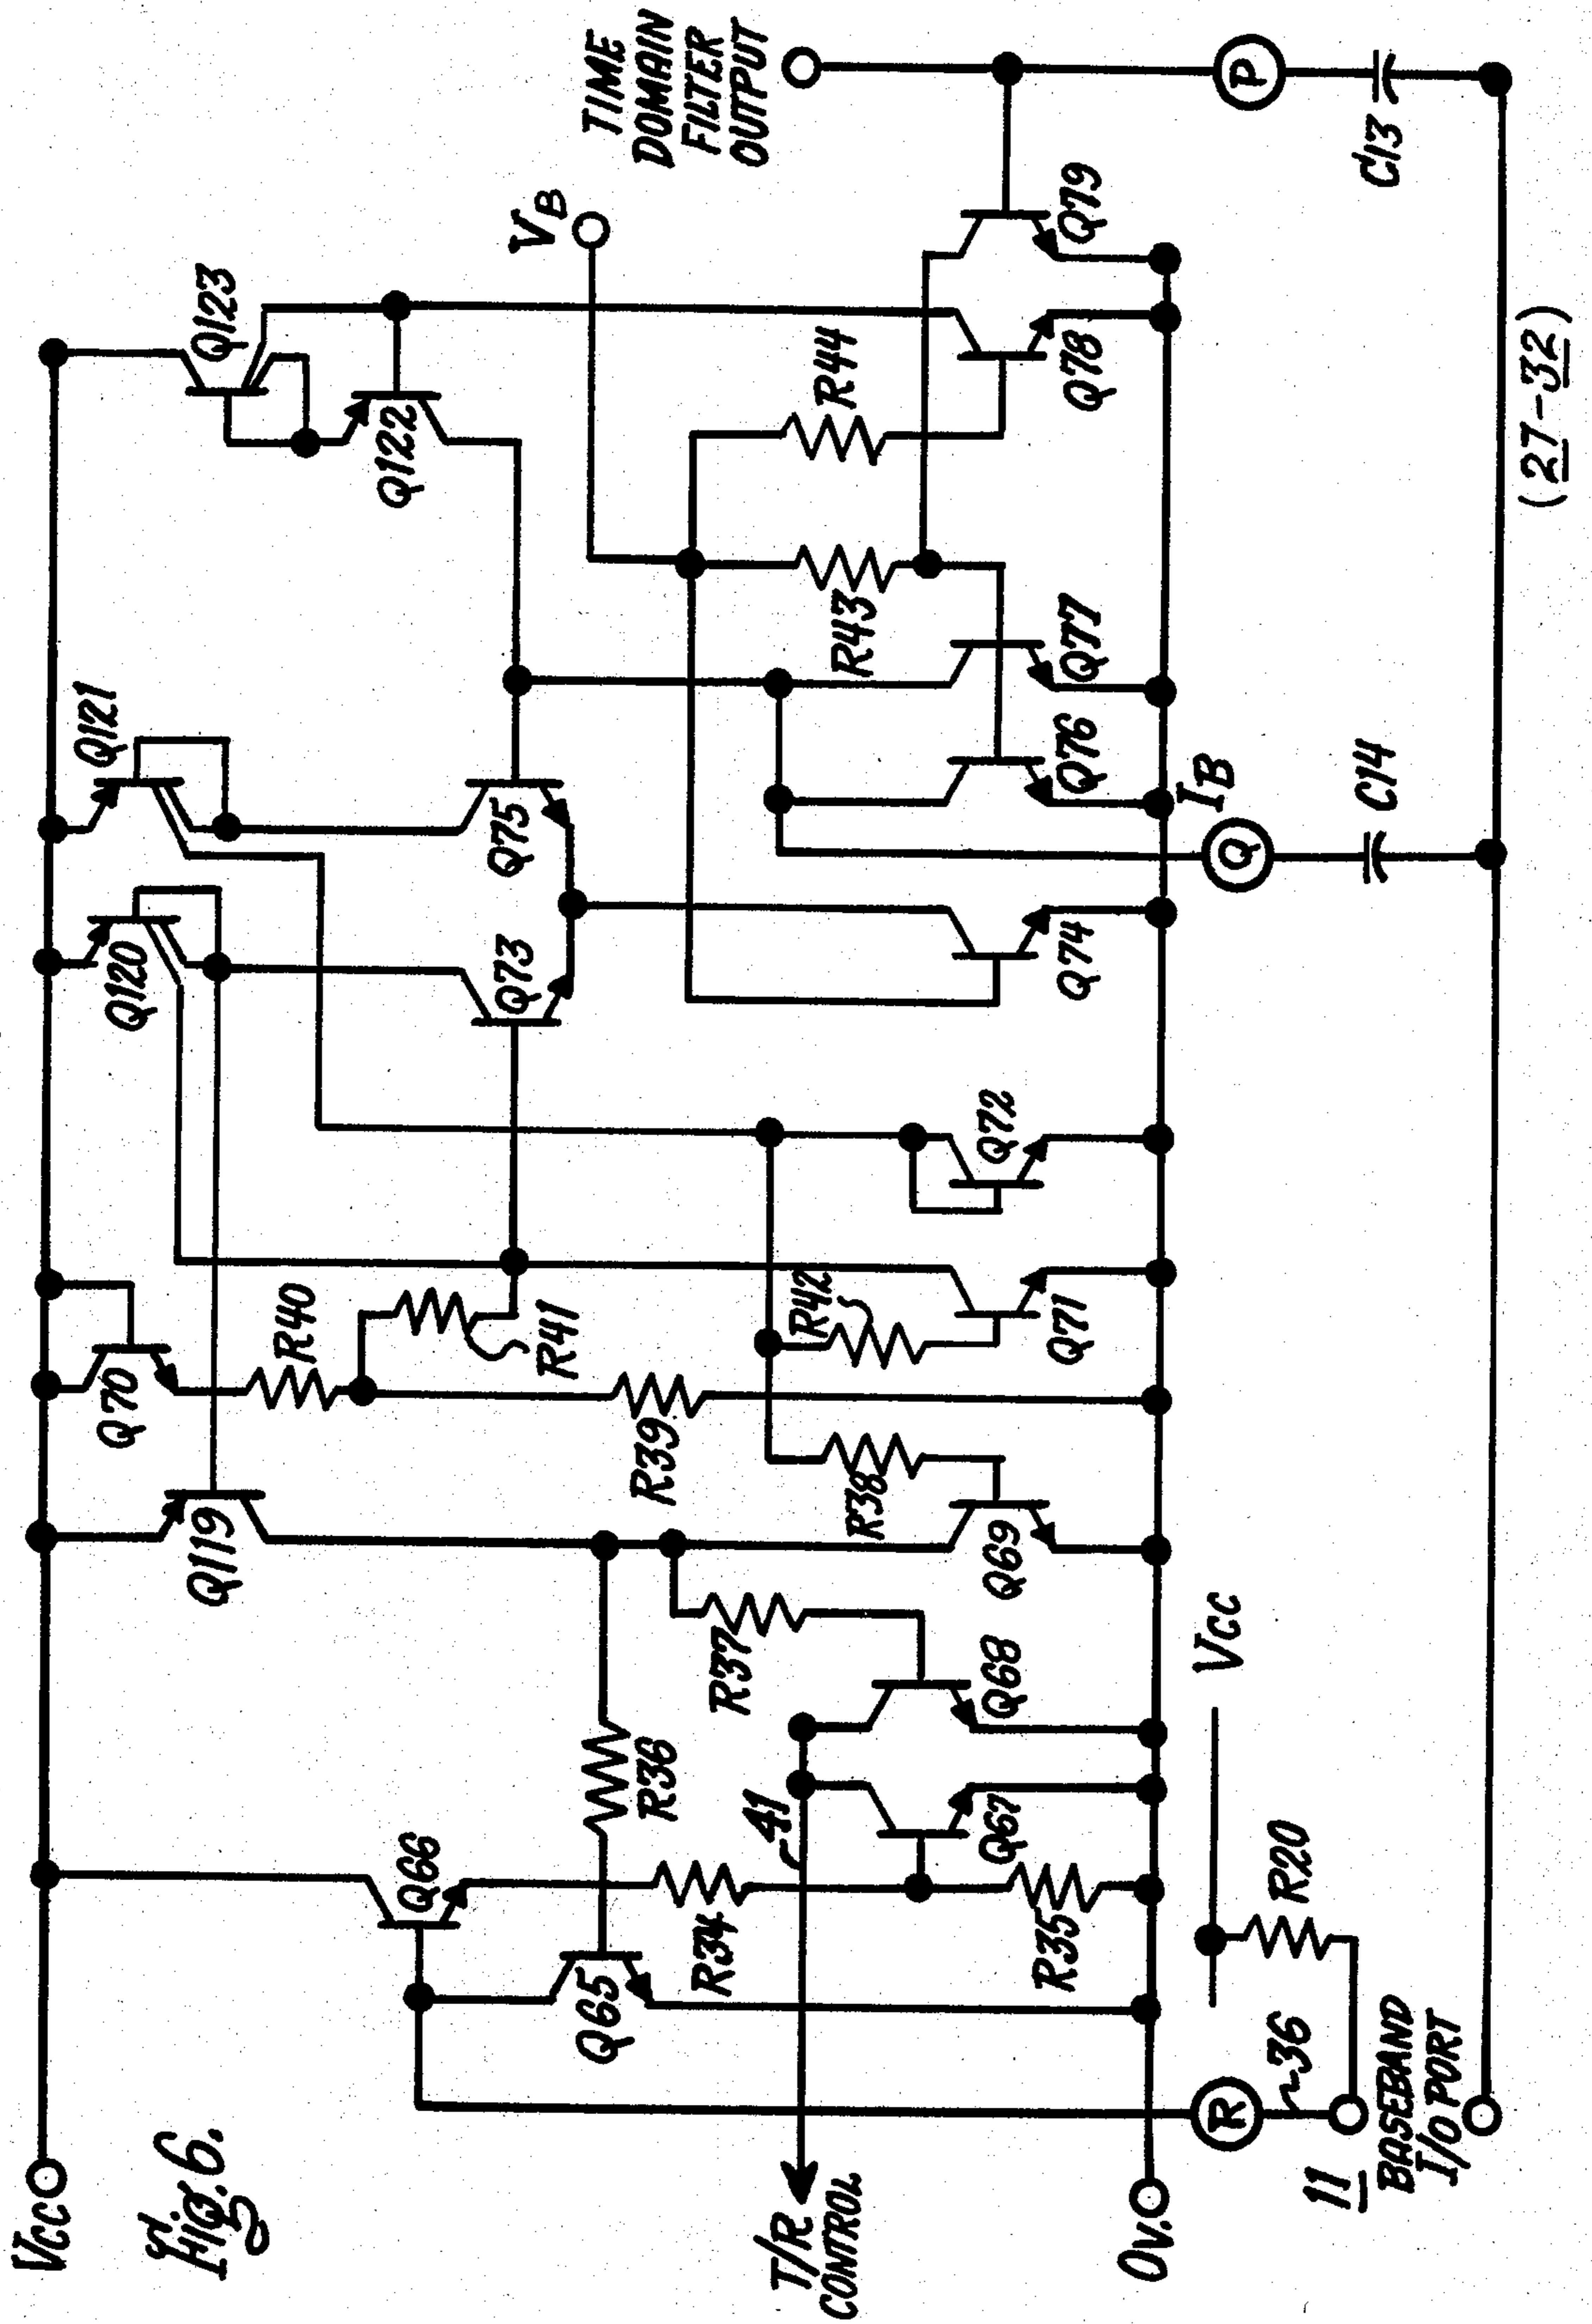 Fig. 6.
VCC
Q123
Q121
Q120
Q122
Q70
R40
Q119
TIME
DOMAIN
FILTER
OUTPUT
VB
Q75
Q73
R41
Q66
R44
R43
R39
R36
Q65
R42
R38
R37
R34
41
T/R
CONTROL
Q79
Q78
Q77
Q76
Q74
Q72
Q71
Q69
Q68
Q67
R35
0V.
P
C13
IB
Q
C14
VCC
R20
R
36
11
BASEBAND
I/O PORT
(27-32)